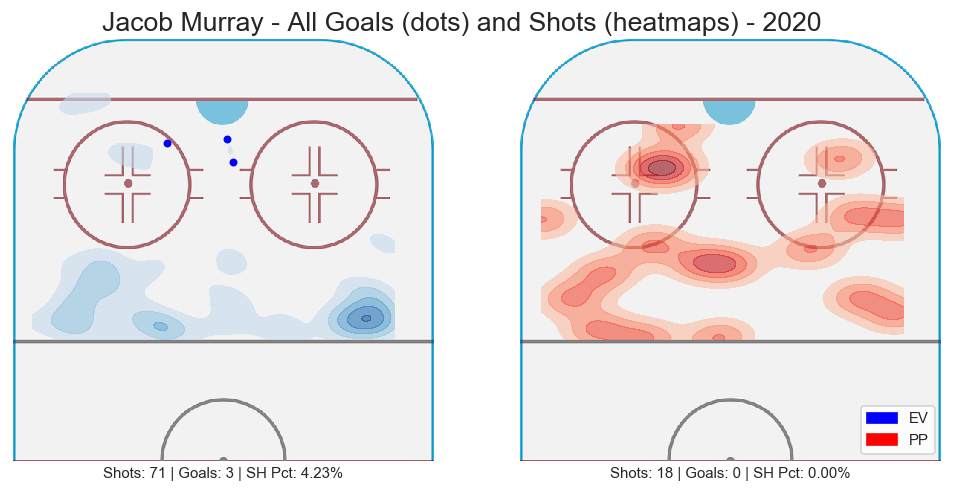 Jacob Murray - All Goals (dots) and Shots (heatmaps) - 2020
EV
PP
Shots: 71 | Goals: 3 | SH Pct: 4.23%
Shots: 18 | Goals: 0 | SH Pct: 0.00%